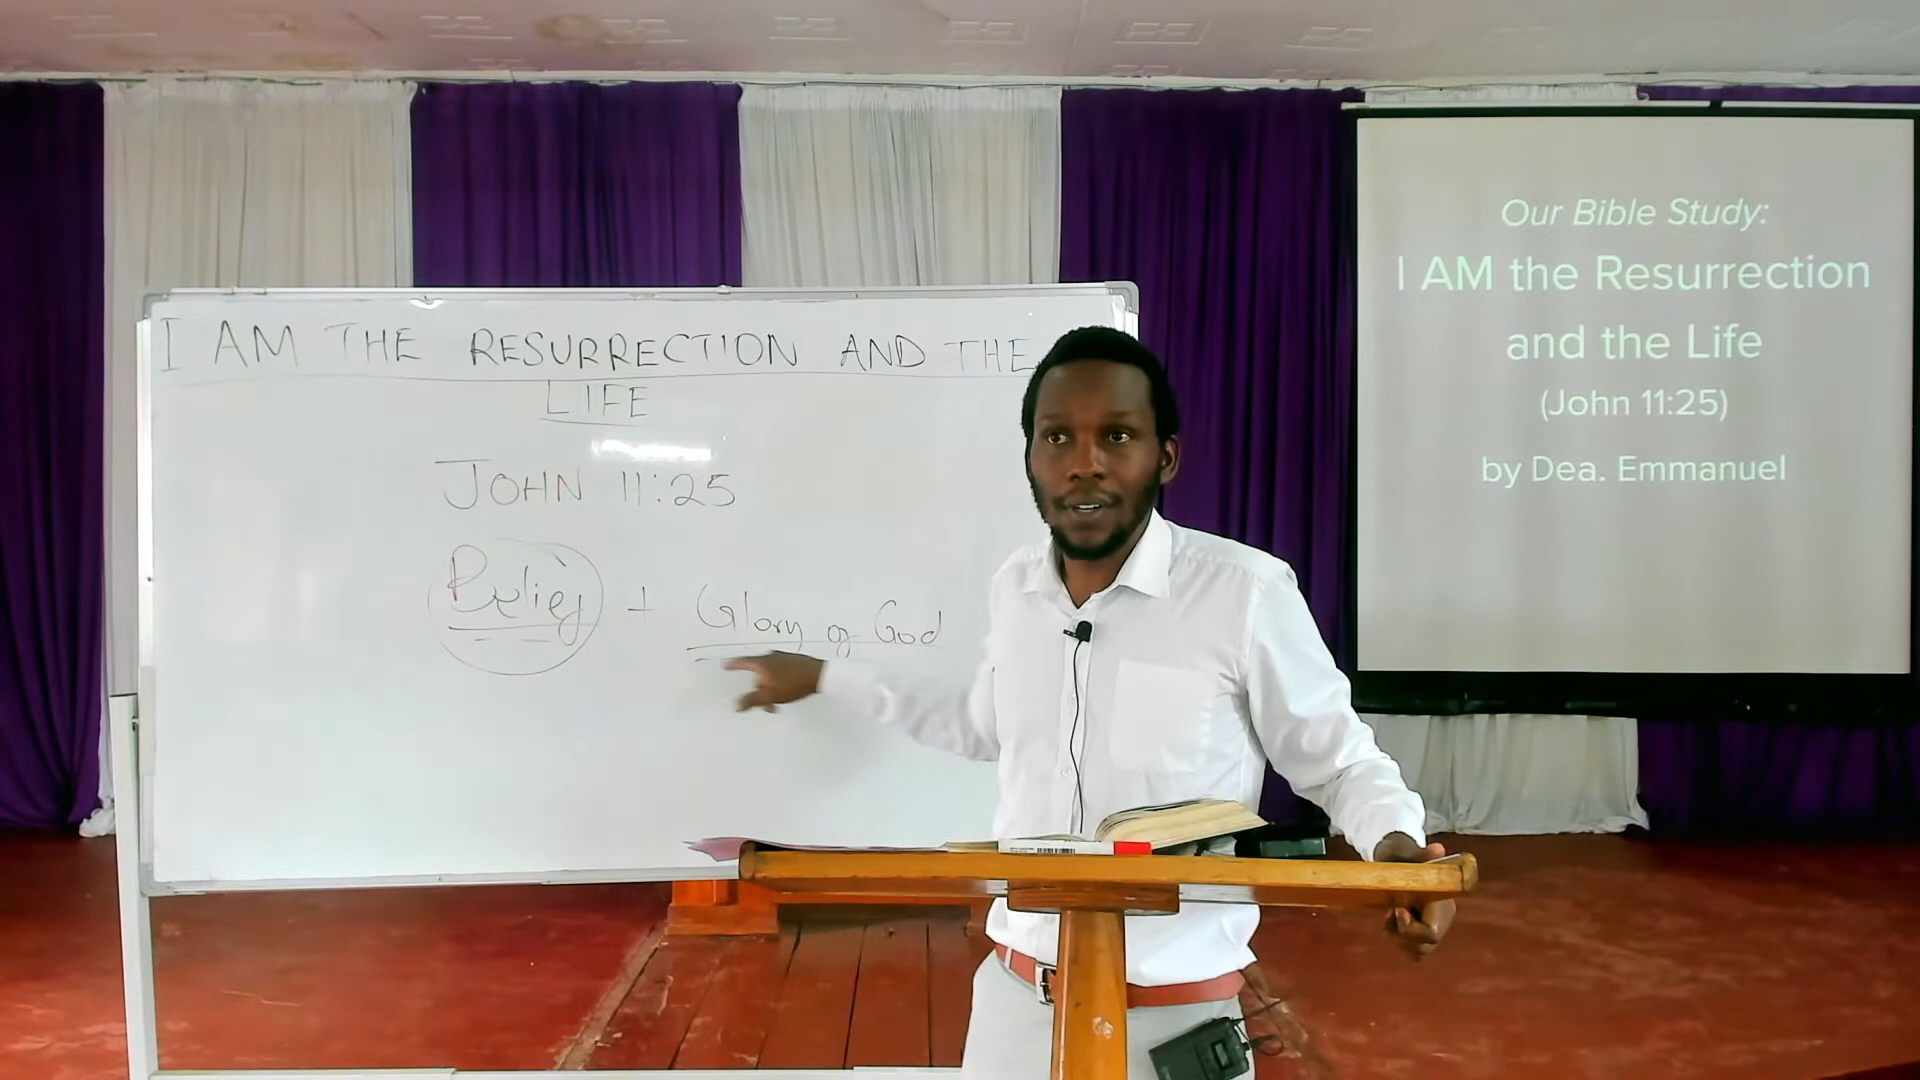 I AM THE RESURRECTION AND THE
LIFE
JOHN 11:25
Belief + Glory of God
Our Bible Study:
I AM the Resurrection
and the Life
(John 11:25)
by Dea. Emmanuel